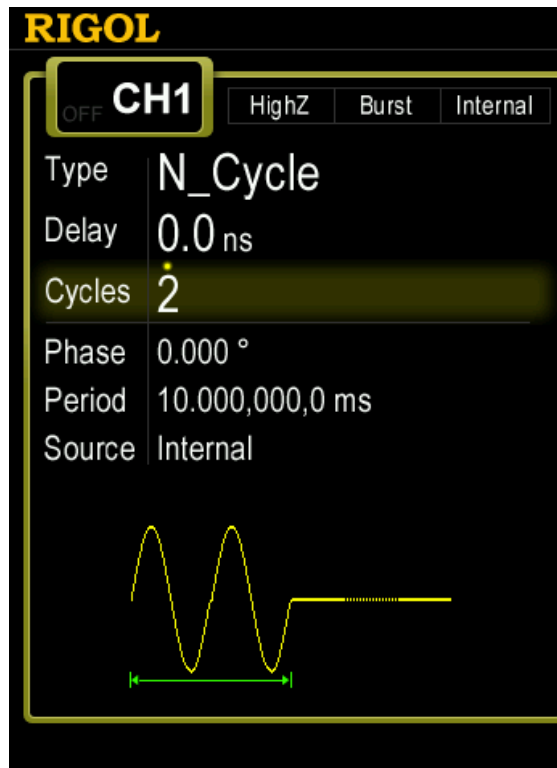 RIGOL
OFF CH1 HighZ Burst Internal
Type N_Cycle
Delay 0.0 ns
Cycles 2
Phase 0.000 °
Period 10.000,000,0 ms
Source Internal